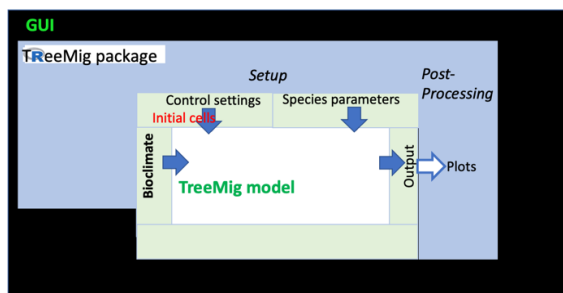 GUI
TReeMig package
Setup
Post-
Processing
Control settings
Species parameters
Initial cells
Bioclimate
TreeMig model
Output
Plots